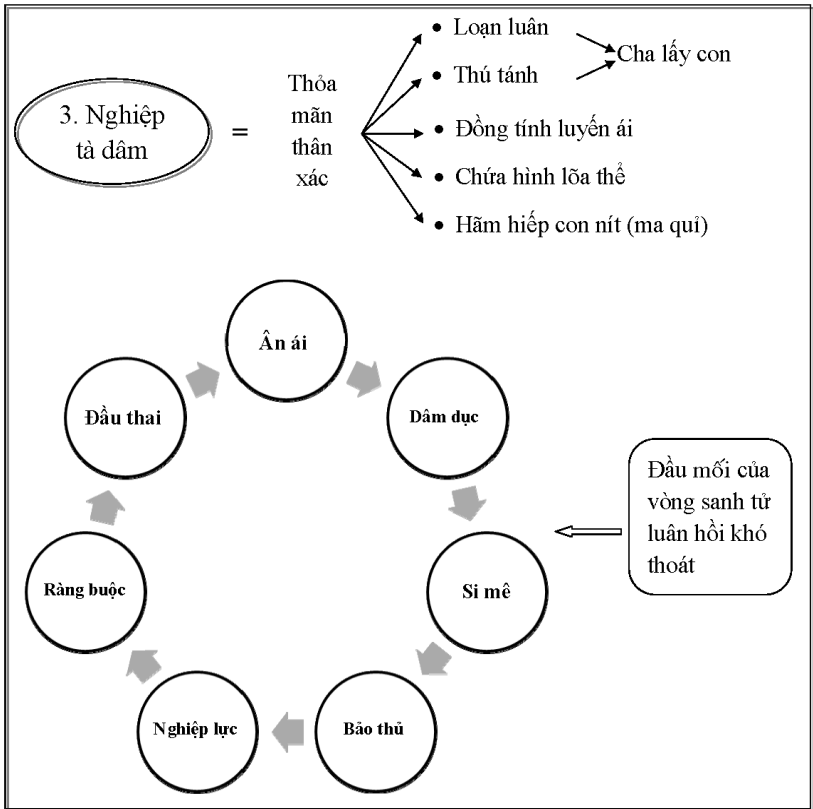 3. Nghiệp
tà dâm
=
Thỏa
mãn
thân
xác
• Loạn luân
• Thú tánh
Cha lấy con
• Đồng tính luyến ái
• Chứa hình lõa thể
• Hãm hiếp con nít (ma quỉ)
Ân ái
Dâm dục
Si mê
Bảo thủ
Nghiệp lực
Ràng buộc
Đầu thai
Đầu mối của
vòng sanh tử
luân hồi khó
thoát